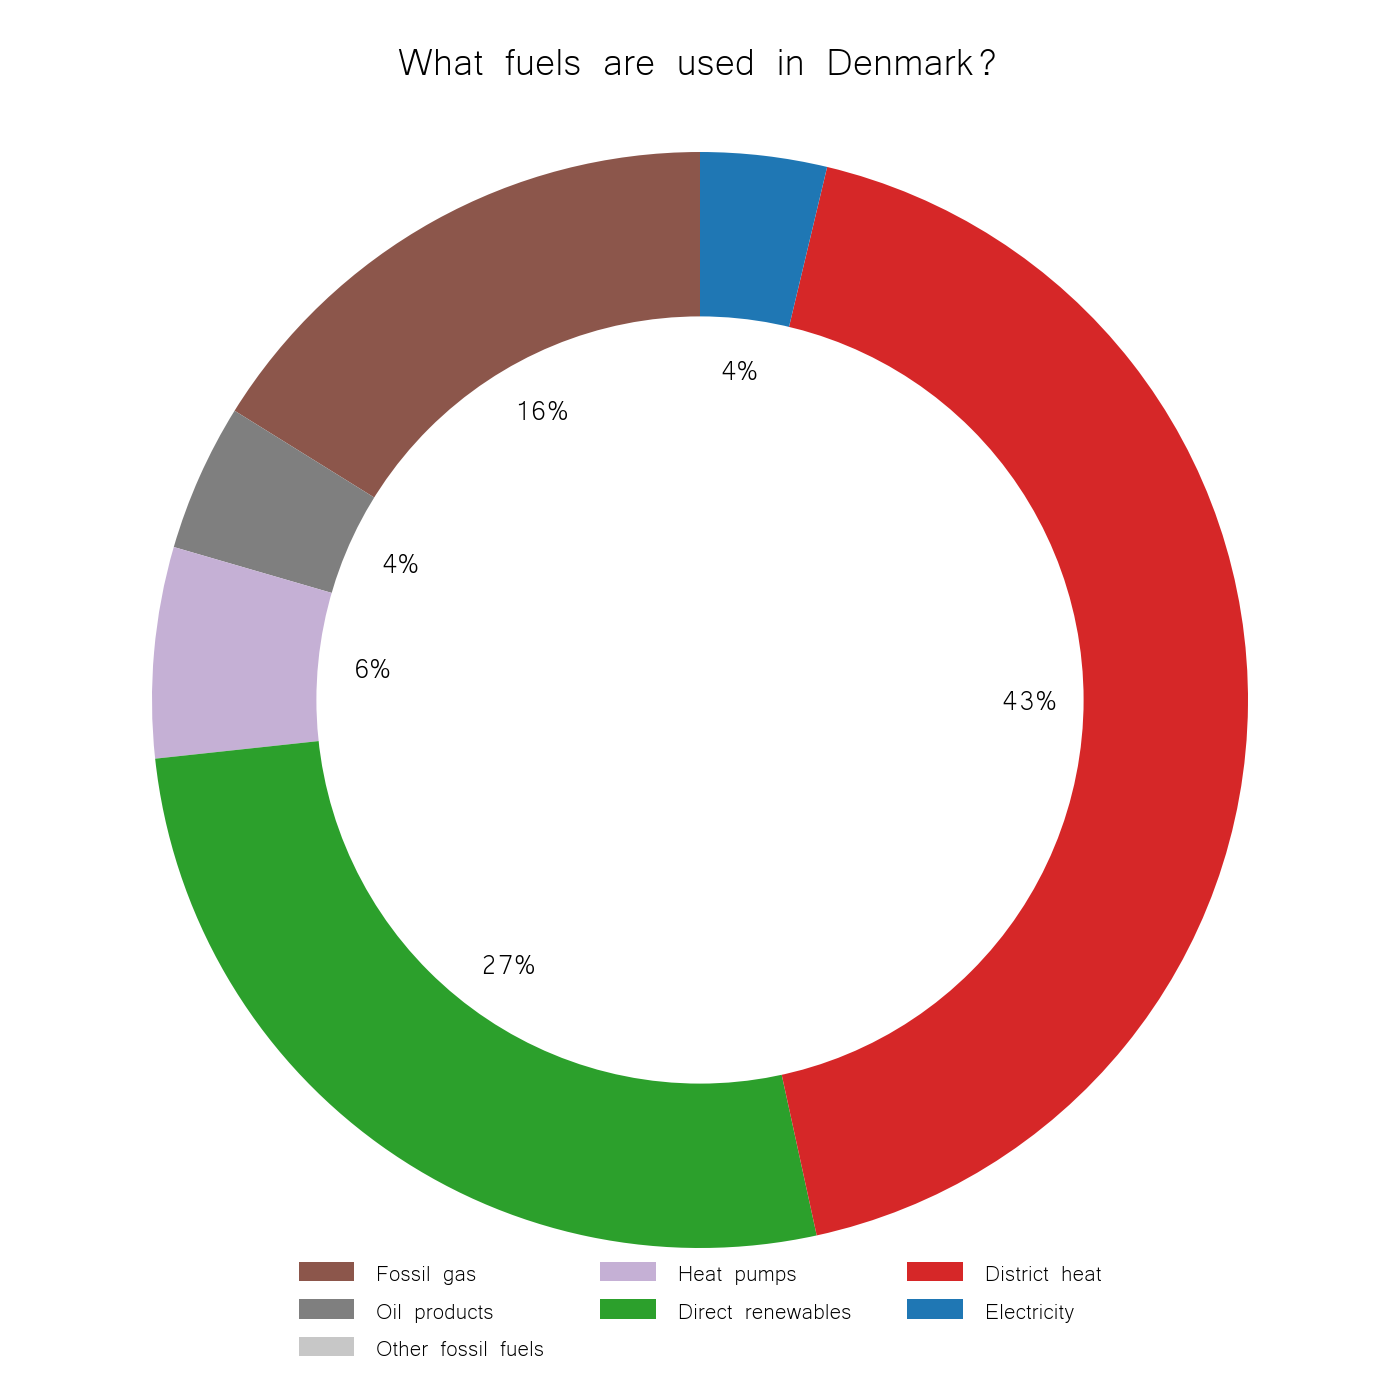 What fuels are used in Denmark?
4%
16%
4%
6%
43%
27%
Fossil gas
Heat pumps
District heat
Oil products
Direct renewables
Electricity
Other fossil fuels